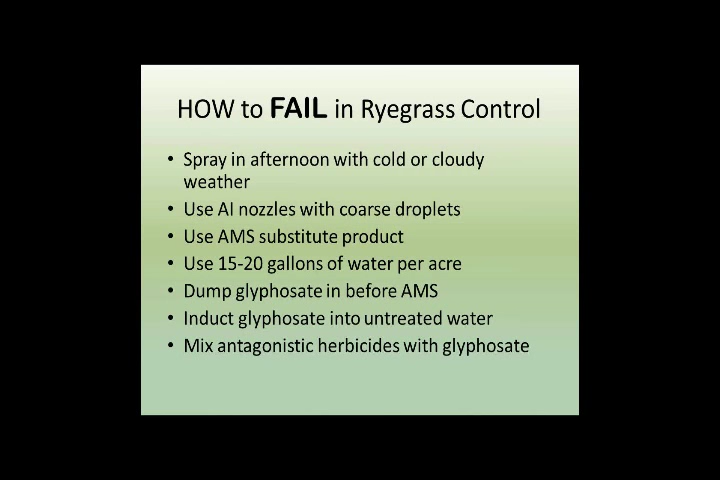 HOW to FAIL in Ryegrass Control
• Spray in afternoon with cold or cloudy
weather
• Use AI nozzles with coarse droplets
• Use AMS substitute product
• Use 15-20 gallons of water per acre
• Dump glyphosate in before AMS
• Induct glyphosate into untreated water
• Mix antagonistic herbicides with glyphosate